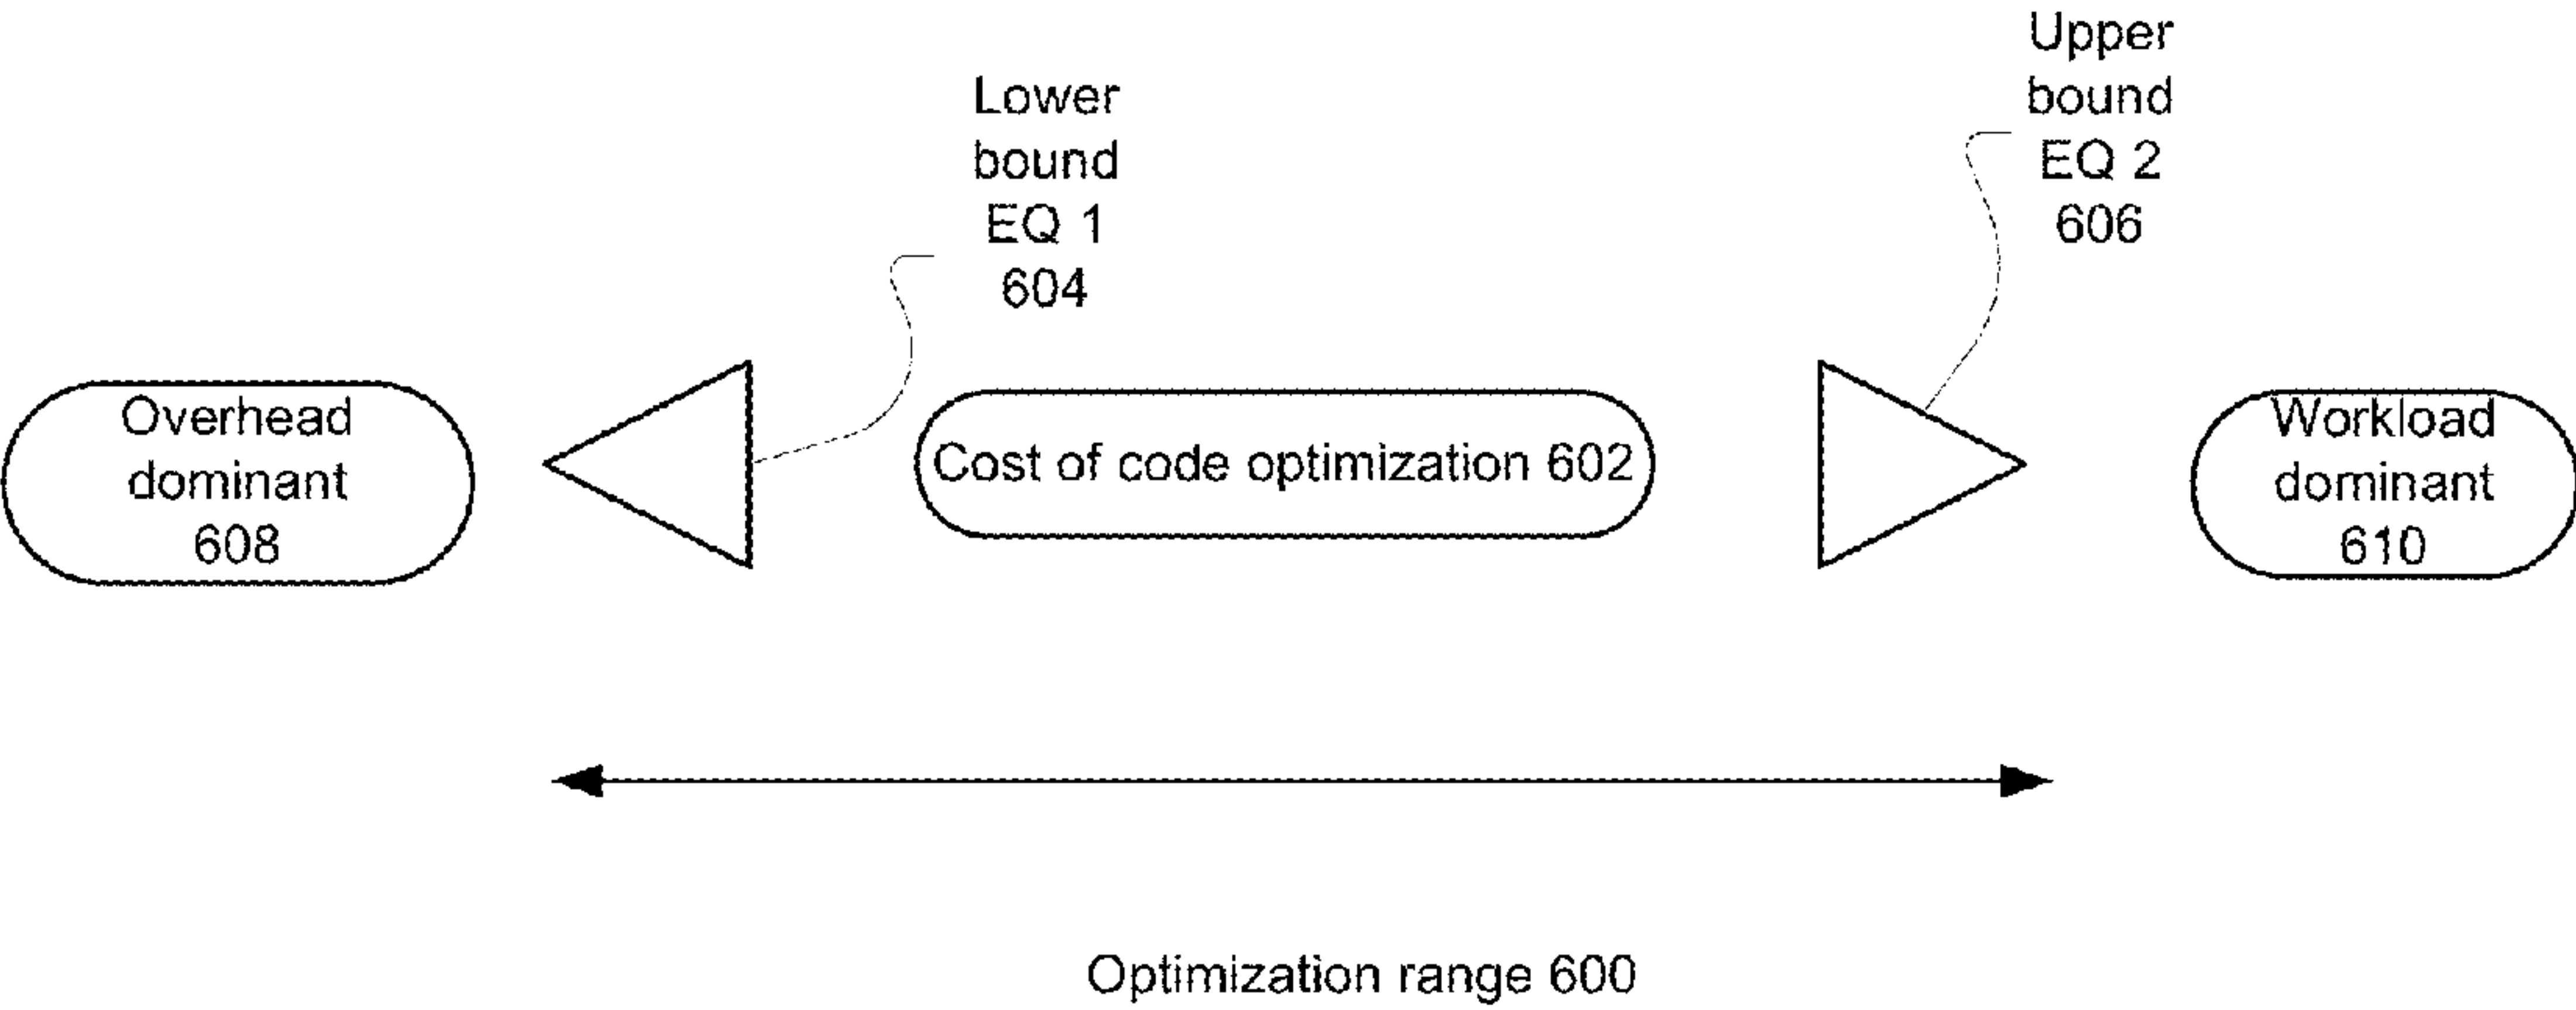 Upper
bound
EQ 2
606
Lower
bound
EQ 1
604
Overhead
dominant
608
Cost of code optimization 602
Workload
dominant
610
Optimization range 600